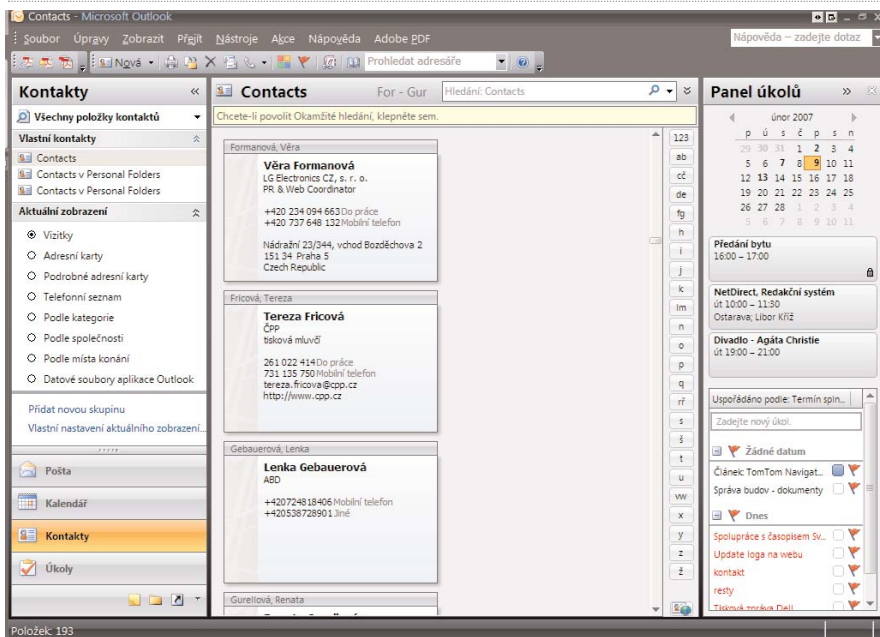 Contacts - Microsoft Outlook
Soubor Úpravy Zobrazit Přejít Nástroje Akce Nápověda Adobe PDF
Nápověda – zadejte dotaz
Nová
Prohledat adresáře
Kontakty «
Všechny položky kontaktů
Vlastní kontakty
Contacts
Contacts v Personal Folders
Contacts v Personal Folders
Aktuální zobrazení
Vizitky
Adresní karty
Podrobné adresní karty
Telefonní seznam
Podle kategorie
Podle společnosti
Podle místa konání
Datové soubory aplikace Outlook
Přidat novou skupinu
Vlastní nastavení aktuálního zobrazení...
Pošta
Kalendář
Kontakty
Úkoly
Contacts For - Gur Hledání: Contacts
Chcete-li povolit Okamžité hledání, klepněte sem.
Formanová, Věra
Věra Formanová
LG Electronics CZ, s. r. o.
PR & Web Coordinator
+420 234 094 663 Do práce
+420 737 648 132 Mobilní telefon
Nádražní 23/344, vchod Bozděchova 2
151 34 Praha 5
Czech Republic
Fricová, Tereza
Tereza Fricová
ČPP
tisková mluvčí
261 022 414 Do práce
731 135 750 Mobilní telefon
tereza.fricova@cpp.cz
http://www.cpp.cz
Gebauerová, Lenka
Lenka Gebauerová
ABD
+420724818406 Mobilní telefon
+420538728901 Jiné
Gurellová, Renata
123
ab
cč
de
fg
h
i
j
k
lm
n
o
p
q
rř
s
š
t
u
vw
x
y
z
ž
Panel úkolů »
únor 2007
p ú s č p s n
29 30 31 1 2 3 4
5 6 7 8 9 10 11
12 13 14 15 16 17 18
19 20 21 22 23 24 25
26 27 28 1 2 3 4
5 6 7 8 9 10 11
Předání bytu
16:00 – 17:00
NetDirect, Redakční systém
út 10:00 – 11:30
Ostarava; Libor Kříž
Divadlo - Agáta Christie
út 19:00 – 21:00
Uspořádáno podle: Termín spln...
Zadejte nový úkol.
Žádné datum
Článek TomTom Navigat...
Správa budov - dokumenty
Dnes
Spolupráce s časopisem Sv...
Update loga na webu
kontakt
resty
Tisková zpráva Dell
Položek: 193